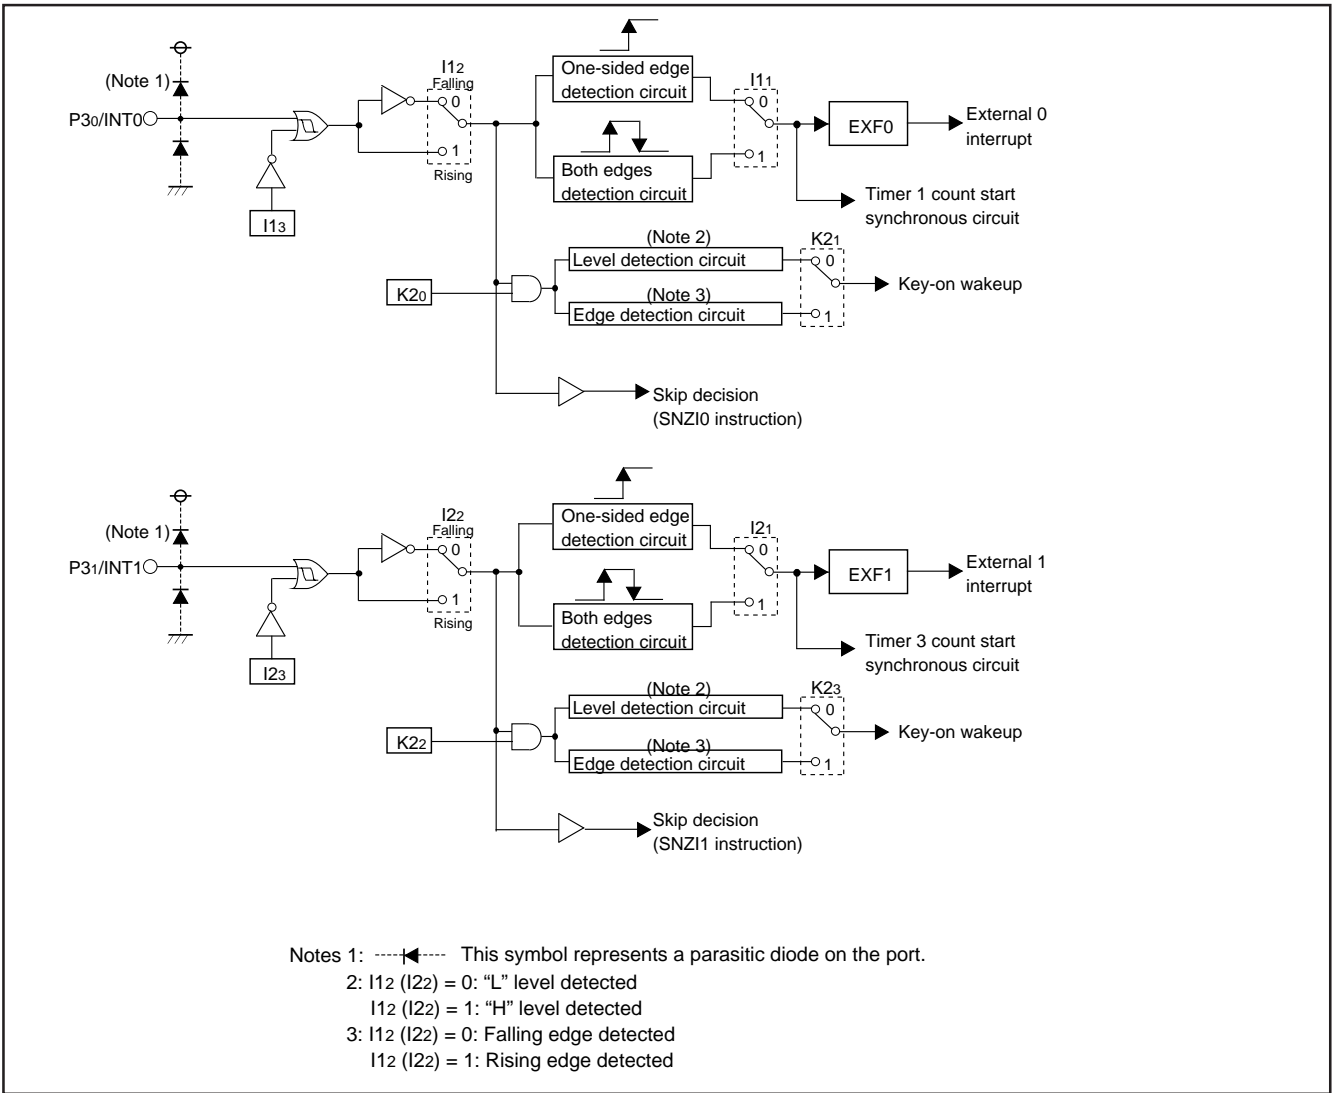 (Note 1)
P30/INT0
I13
I12
Falling
0
1
Rising
One-sided edge
detection circuit
Both edges
detection circuit
I11
0
1
EXF0
External 0
interrupt
Timer 1 count start
synchronous circuit
K20
(Note 2)
Level detection circuit
(Note 3)
Edge detection circuit
K21
0
1
Key-on wakeup
Skip decision
(SNZI0 instruction)
(Note 1)
P31/INT1
I23
I22
Falling
0
1
Rising
One-sided edge
detection circuit
Both edges
detection circuit
I21
0
1
EXF1
External 1
interrupt
Timer 3 count start
synchronous circuit
K22
(Note 2)
Level detection circuit
(Note 3)
Edge detection circuit
K23
0
1
Key-on wakeup
Skip decision
(SNZI1 instruction)
Notes 1: This symbol represents a parasitic diode on the port.
2: I12 (I22) = 0: “L” level detected
I12 (I22) = 1: “H” level detected
3: I12 (I22) = 0: Falling edge detected
I12 (I22) = 1: Rising edge detected